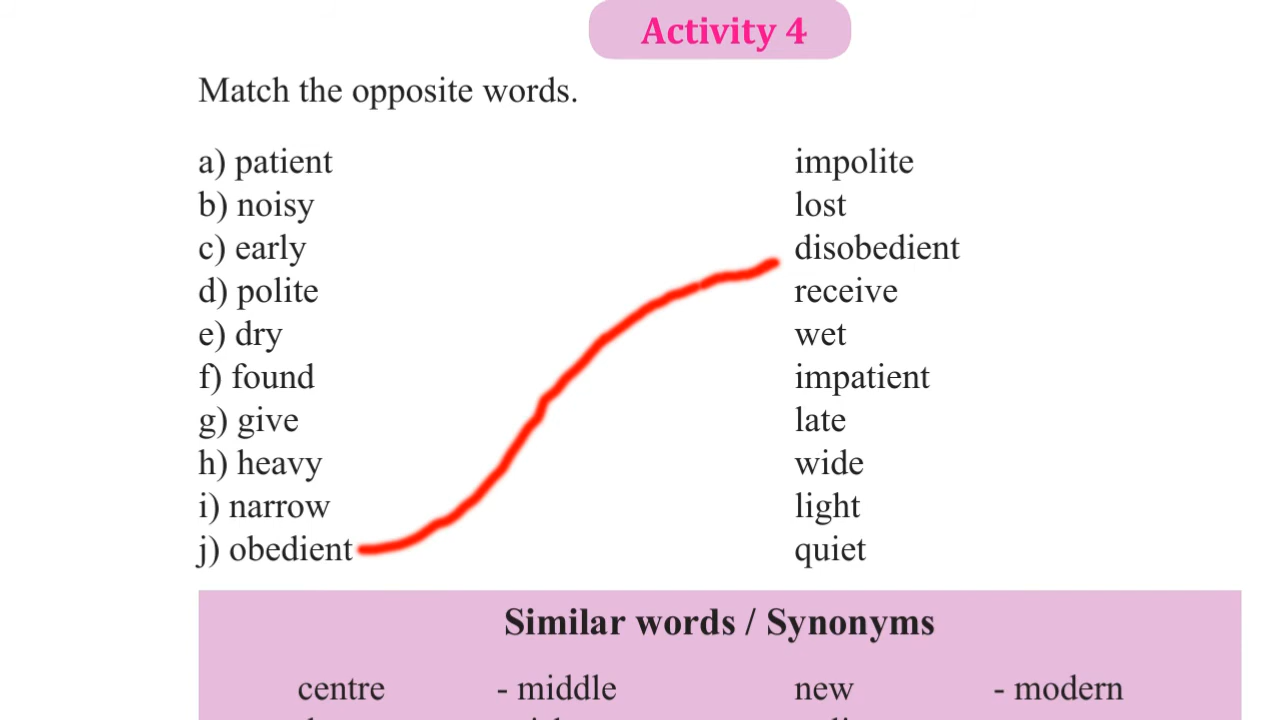 Activity 4
Match the opposite words.
a) patient impolite
b) noisy lost
c) early disobedient
d) polite receive
e) dry wet
f) found impatient
g) give late
h) heavy wide
i) narrow light
j) obedient quiet
Similar words / Synonyms
centre - middle new - modern